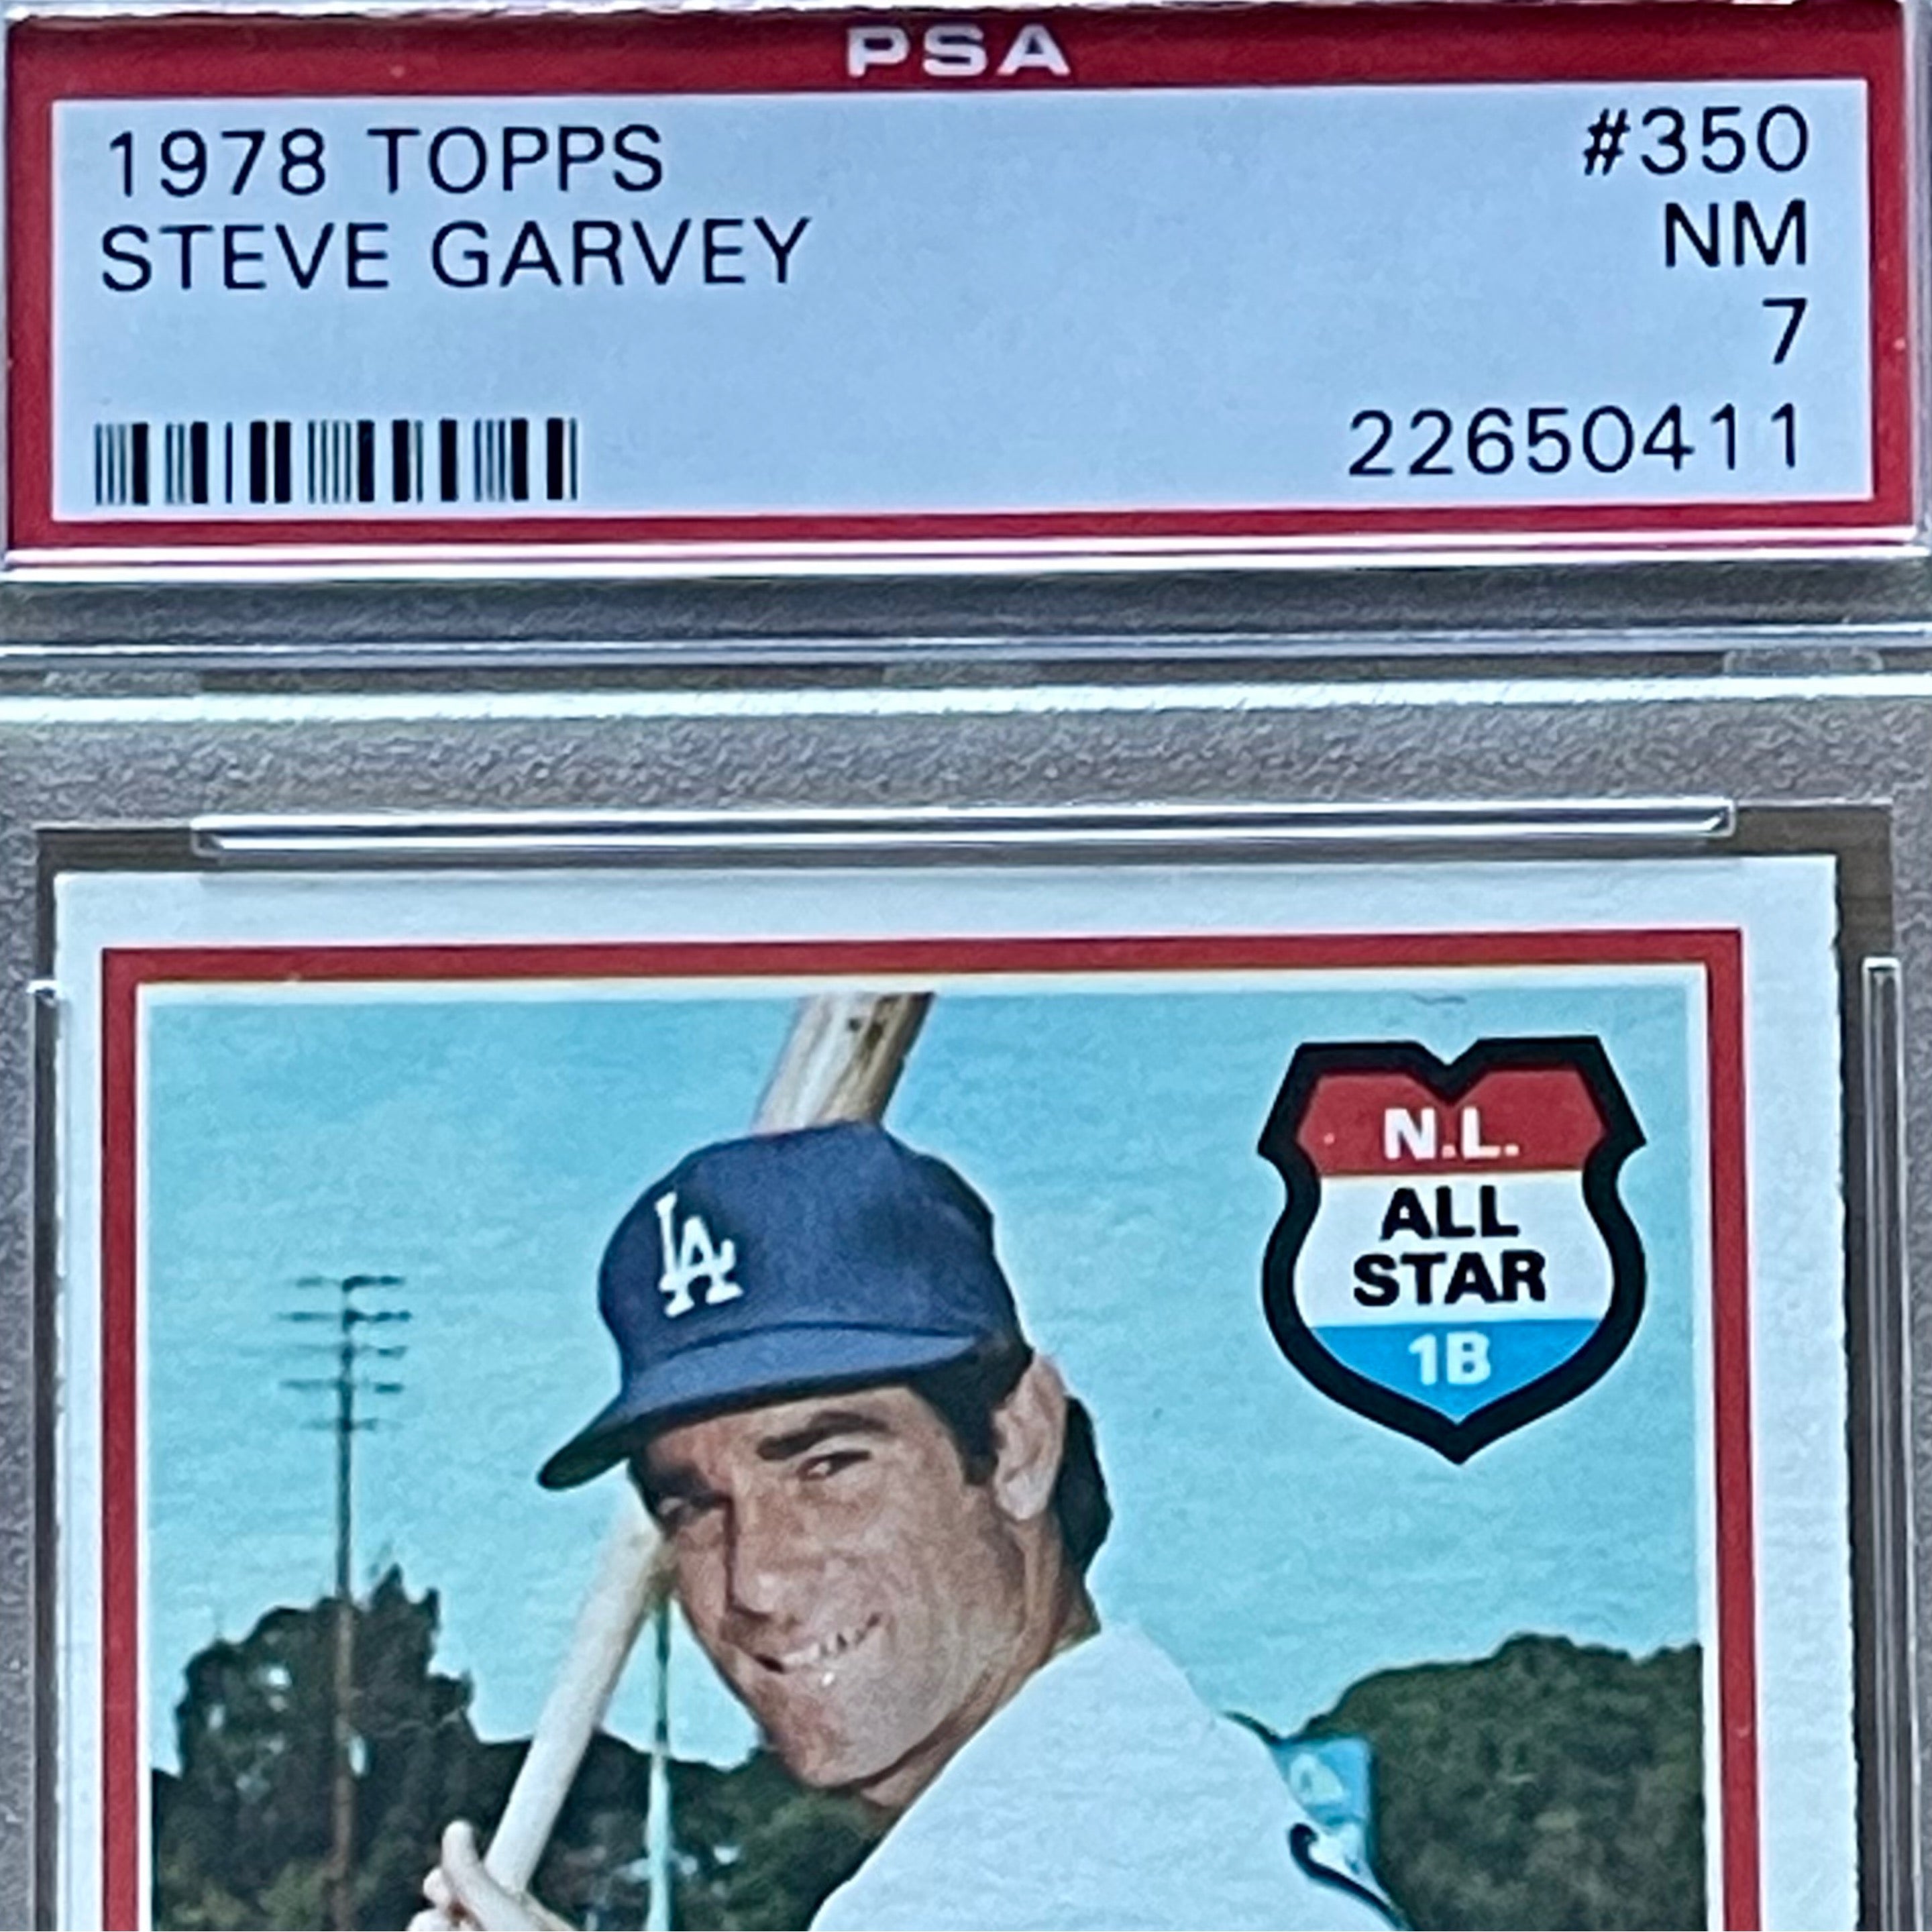 PSA
1978 TOPPS #350
STEVE GARVEY NM
7
22650411
LA
N.L.
ALL
STAR
1B